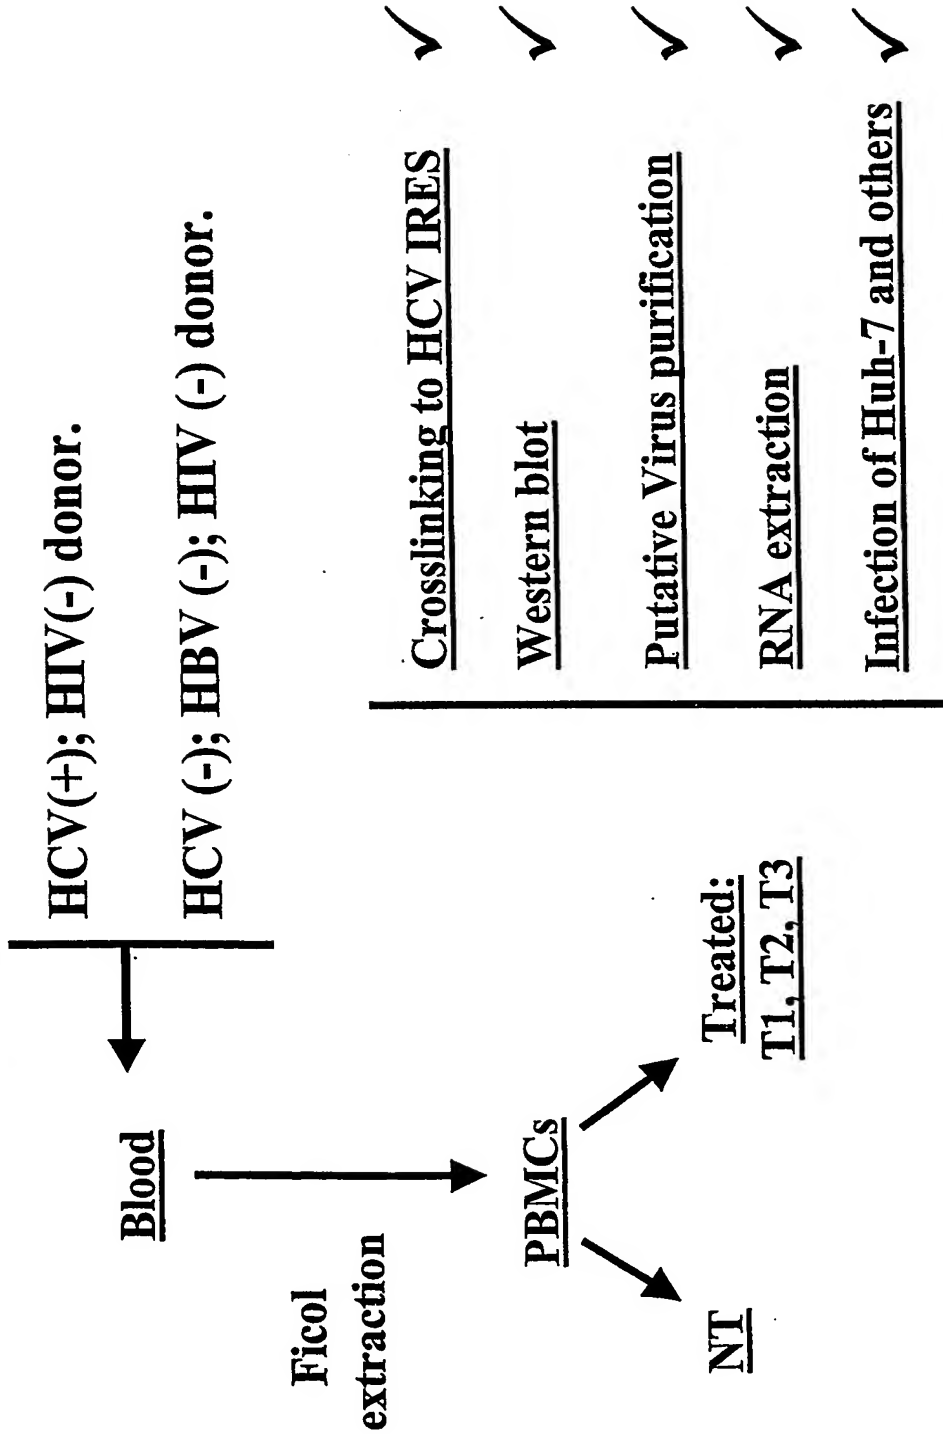 HCV(+); HIV(-) donor.
HCV (-); HBV (-); HIV (-) donor.
Blood
Ficol
extraction
PBMCs
NT
Treated:
T1, T2, T3
Crosslinking to HCV IRES ✓
Western blot ✓
Putative Virus purification ✓
RNA extraction ✓
Infection of Huh-7 and others ✓